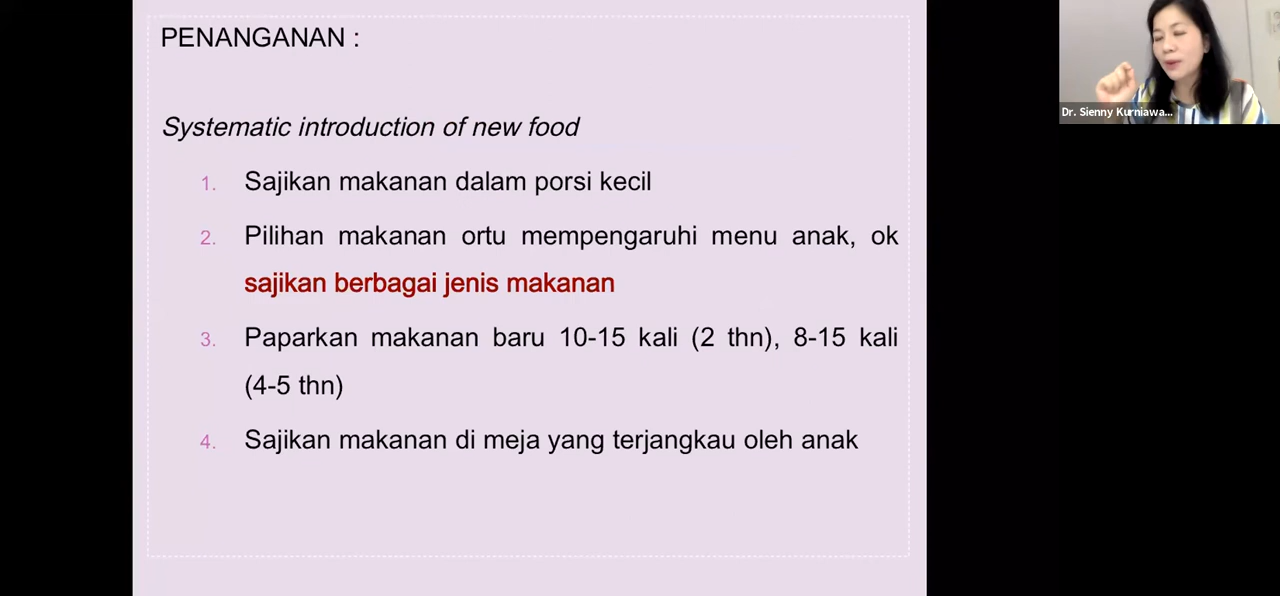 PENANGANAN :
Systematic introduction of new food
1. Sajikan makanan dalam porsi kecil
2. Pilihan makanan ortu mempengaruhi menu anak, ok
sajikan berbagai jenis makanan
3. Paparkan makanan baru 10-15 kali (2 thn), 8-15 kali
(4-5 thn)
4. Sajikan makanan di meja yang terjangkau oleh anak
Dr. Sienny Kurniawa...